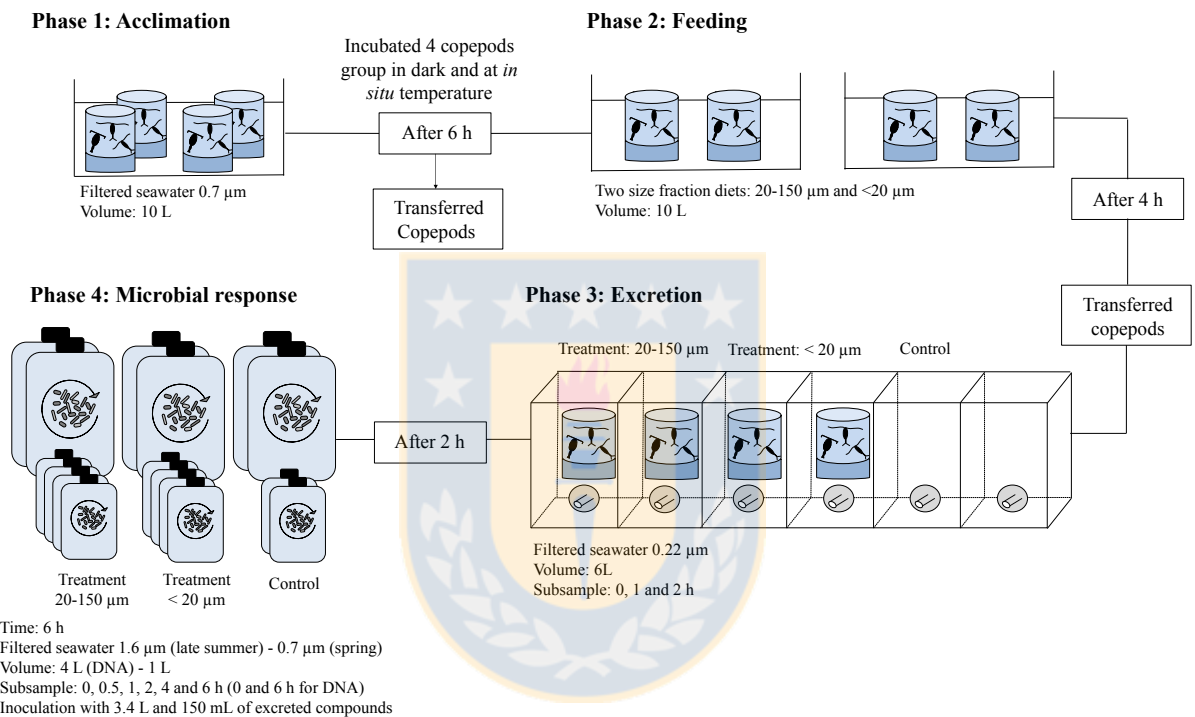 Phase 1: Acclimation
Incubated 4 copepods
group in dark and at in
situ temperature
After 6 h
Transferred
Copepods
Filtered seawater 0.7 µm
Volume: 10 L
Phase 2: Feeding
Two size fraction diets: 20-150 µm and <20 µm
Volume: 10 L
After 4 h
Transferred
copepods
Phase 3: Excretion
Treatment: 20-150 µm
Treatment: < 20 µm
Control
Filtered seawater 0.22 µm
Volume: 6L
Subsample: 0, 1 and 2 h
After 2 h
Phase 4: Microbial response
Treatment
20-150 µm
Treatment
< 20 µm
Control
Time: 6 h
Filtered seawater 1.6 µm (late summer) - 0.7 µm (spring)
Volume: 4 L (DNA) - 1 L
Subsample: 0, 0.5, 1, 2, 4 and 6 h (0 and 6 h for DNA)
Inoculation with 3.4 L and 150 mL of excreted compounds